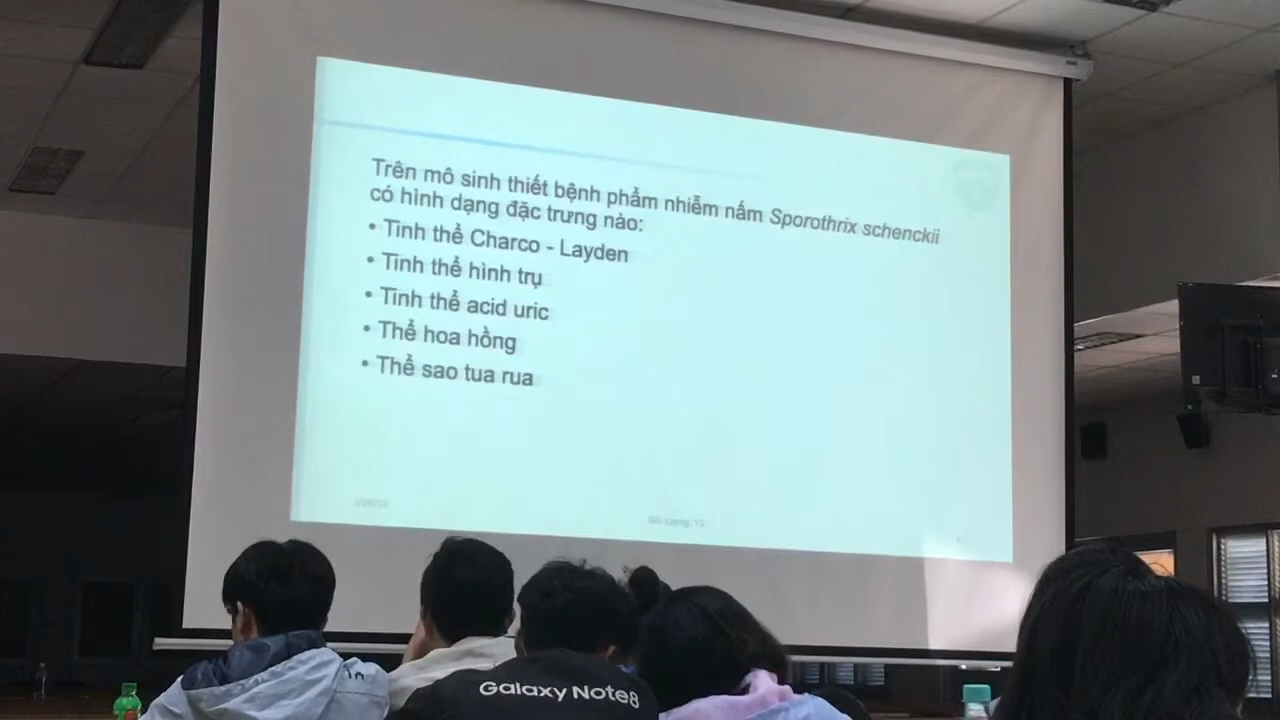 Trên mô sinh thiết bệnh phẩm nhiễm nấm Sporothrix schenckii
có hình dạng đặc trưng nào:
• Tinh thể Charco - Layden
• Tinh thể hình trụ
• Tinh thể acid uric
• Thể hoa hồng
• Thể sao tua rua
Galaxy Note8